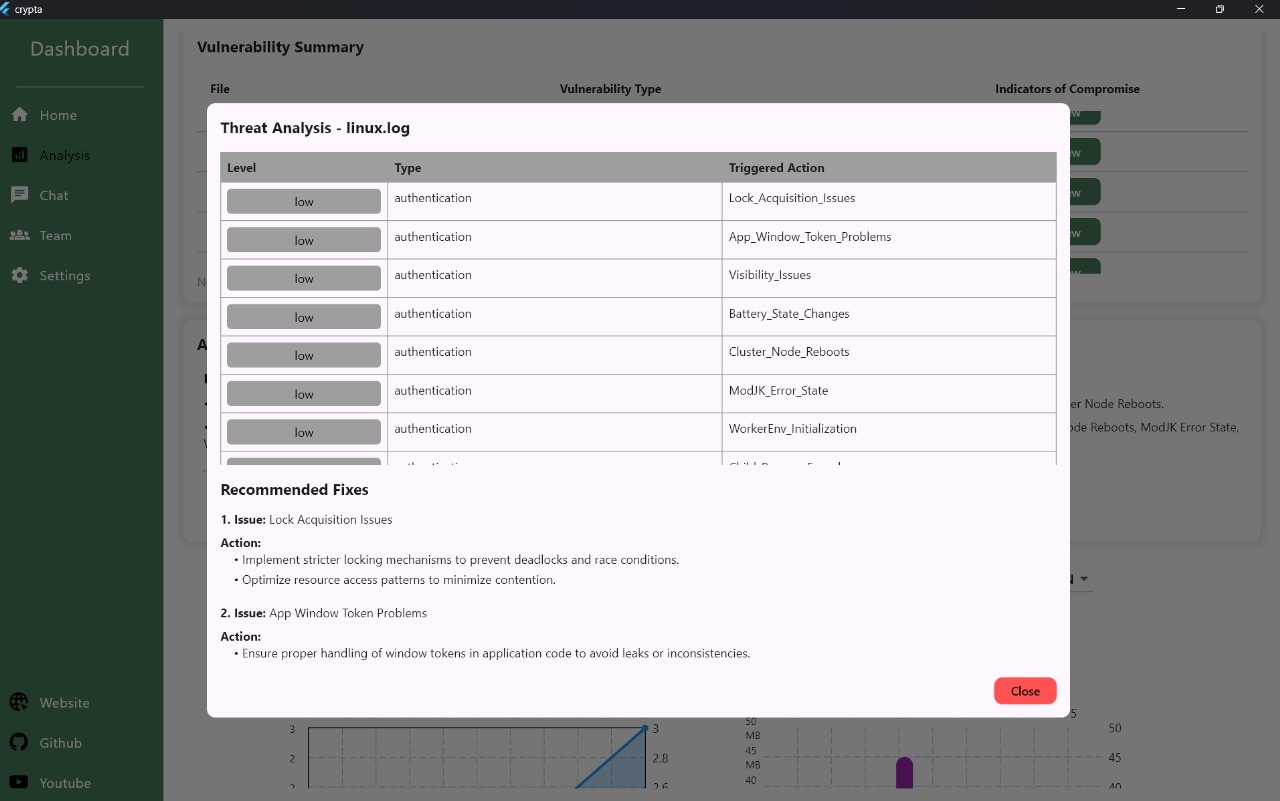 crypta
Dashboard
Home
Analysis
Chat
Team
Settings
Website
Github
Youtube
Vulnerability Summary
File Vulnerability Type Indicators of Compromise
Threat Analysis - linux.log
Level Type Triggered Action
low authentication Lock_Acquisition_Issues
low authentication App_Window_Token_Problems
low authentication Visibility_Issues
low authentication Battery_State_Changes
low authentication Cluster_Node_Reboots
low authentication ModJK_Error_State
low authentication WorkerEnv_Initialization
er Node Reboots.
ode Reboots, ModJK Error State,
Recommended Fixes
1. Issue: Lock Acquisition Issues
Action:
• Implement stricter locking mechanisms to prevent deadlocks and race conditions.
• Optimize resource access patterns to minimize contention.
2. Issue: App Window Token Problems
Action:
• Ensure proper handling of window tokens in application code to avoid leaks or inconsistencies.
Close
3 3
2 2.8
2.6
50 50
MB
45 45
MB
40 40
5